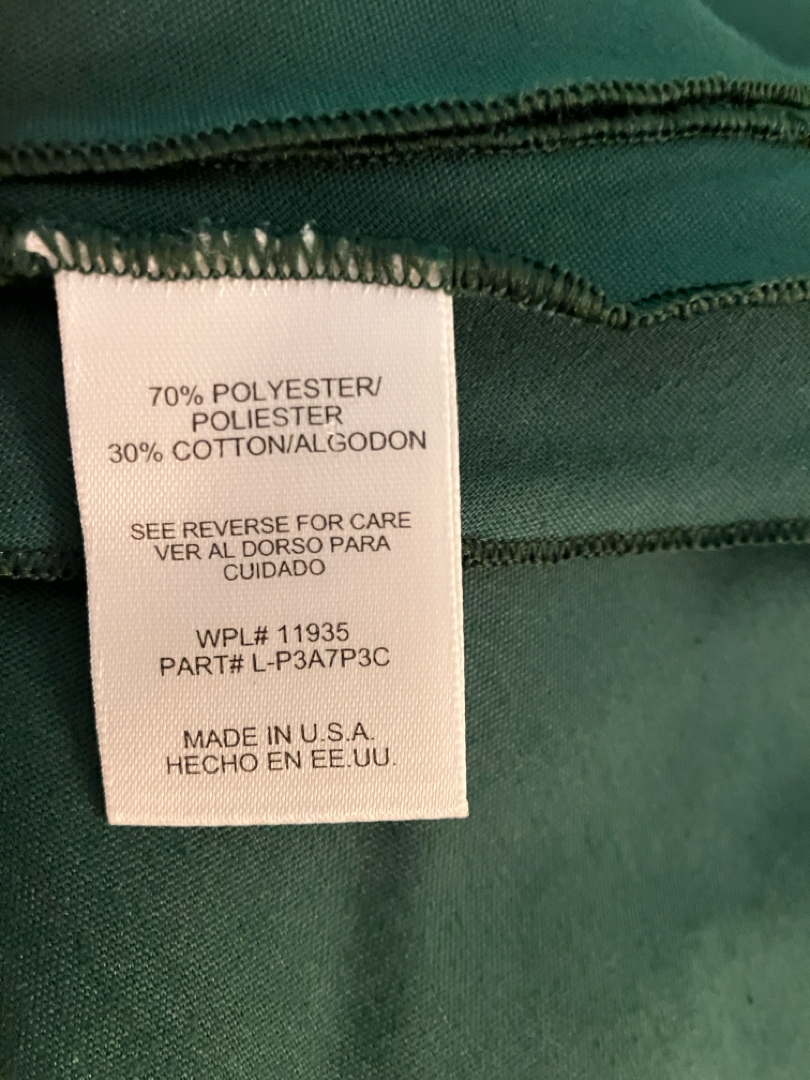 70% POLYESTER/
POLIESTER
30% COTTON/ALGODON
SEE REVERSE FOR CARE
VER AL DORSO PARA
CUIDADO
WPL# 11935
PART# L-P3A7P3C
MADE IN U.S.A.
HECHO EN EE.UU.